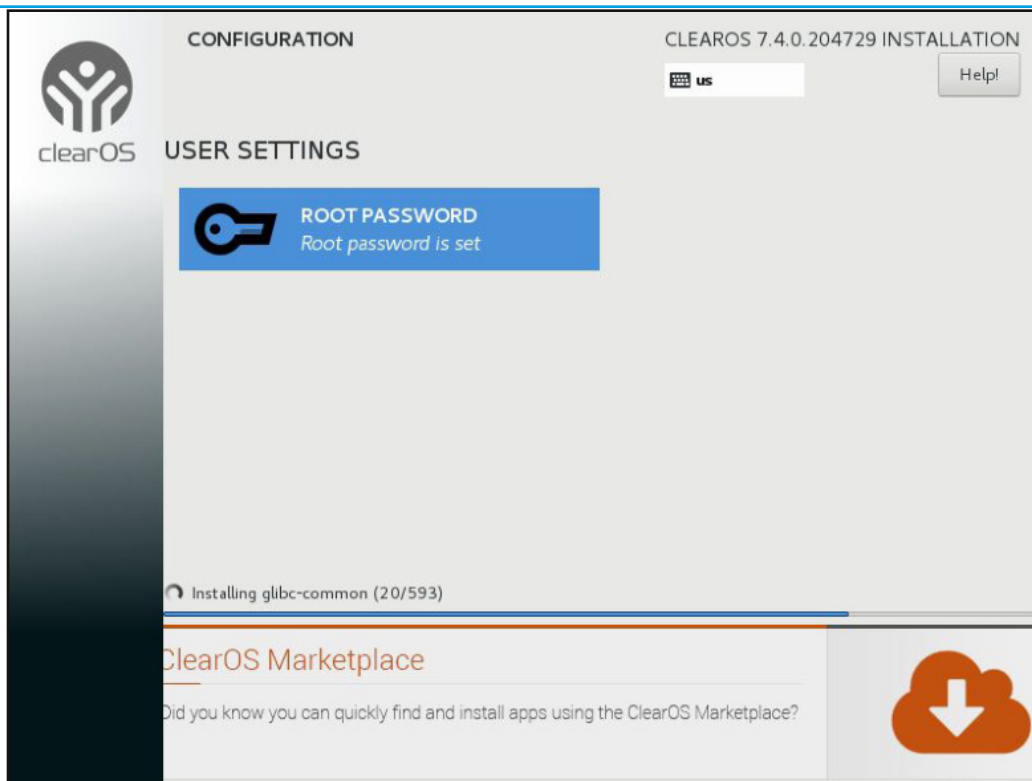 CONFIGURATION
CLEAROS 7.4.0.204729 INSTALLATION
us
Help!
clearOS
USER SETTINGS
ROOT PASSWORD
Root password is set
Installing glibc-common (20/593)
ClearOS Marketplace
Did you know you can quickly find and install apps using the ClearOS Marketplace?